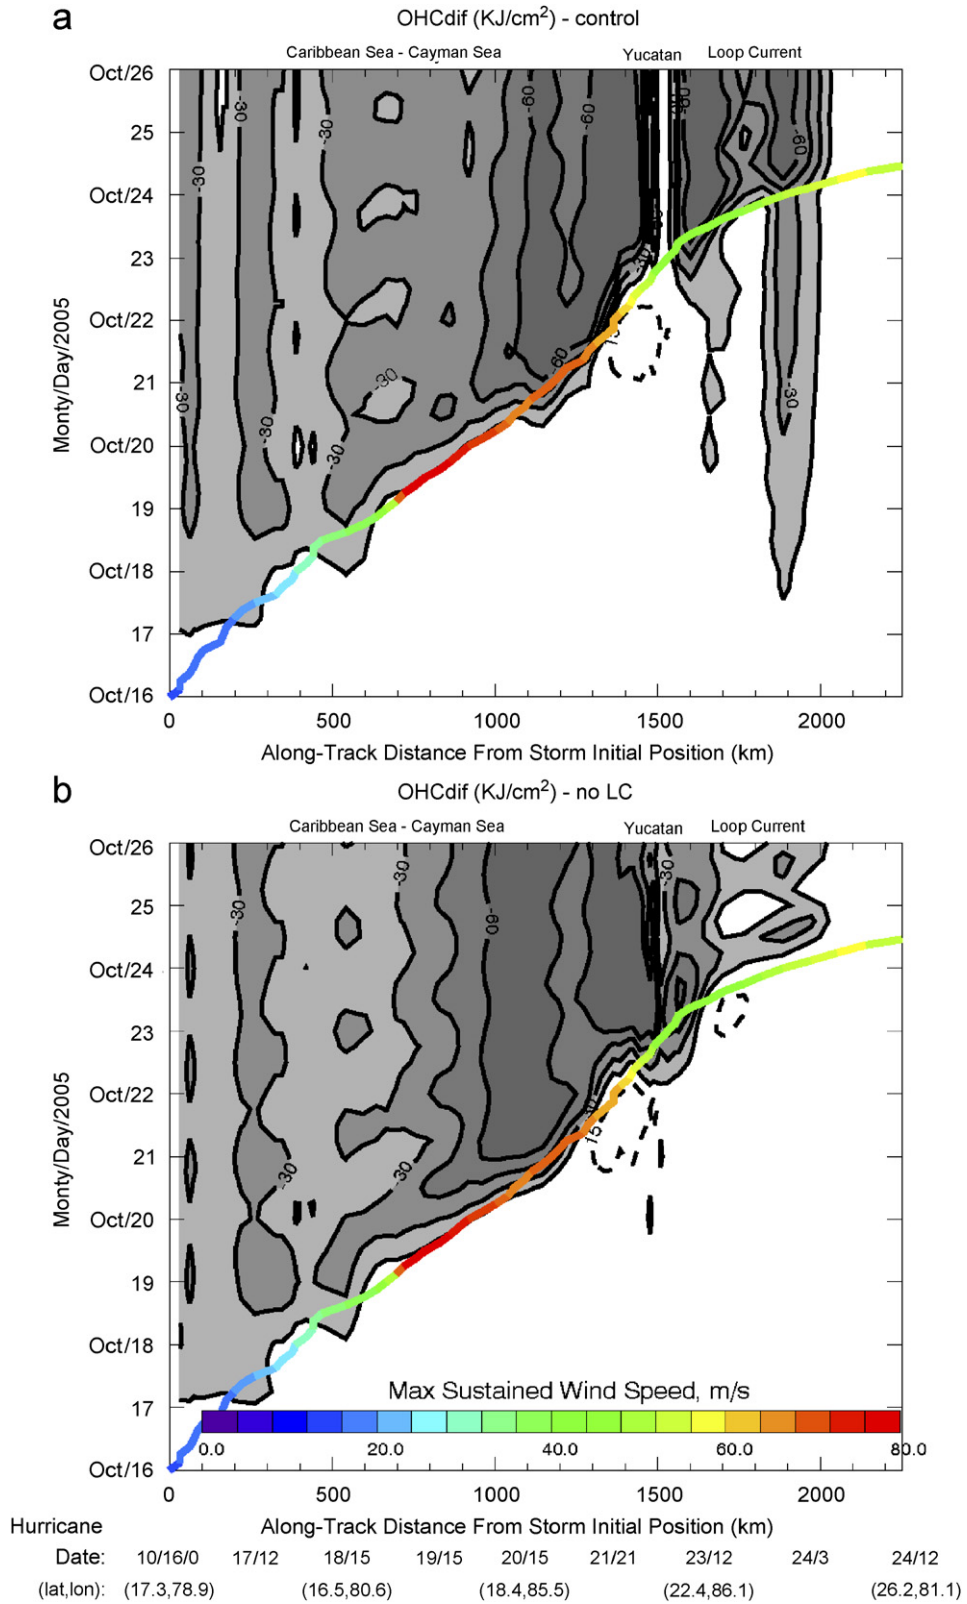 a
OHCdif (KJ/cm²) - control
Caribbean Sea - Cayman Sea Yucatan Loop Current
Oct/26
25
Oct/24
23
Oct/22
21
Oct/20
19
Oct/18
17
Oct/16
Monty/Day/2005
-30 -30 -30 -60 -60 -60 -60
-30
-60 -30 15
-30 -30 -30 -30
0 500 1000 1500 2000
Along-Track Distance From Storm Initial Position (km)
b
OHCdif (KJ/cm²) - no LC
Caribbean Sea - Cayman Sea Yucatan Loop Current
Oct/26
25
Oct/24
23
Oct/22
21
Oct/20
19
Oct/18
17
Oct/16
Monty/Day/2005
-30 -30 -60 -30
-30 -30 15
Max Sustained Wind Speed, m/s
0.0 20.0 40.0 60.0 80.0
0 500 1000 1500 2000
Along-Track Distance From Storm Initial Position (km)
Hurricane
Date: 10/16/0 17/12 18/15 19/15 20/15 21/21 23/12 24/3 24/12
(lat,lon): (17.3,78.9) (16.5,80.6) (18.4,85.5) (22.4,86.1) (26.2,81.1)